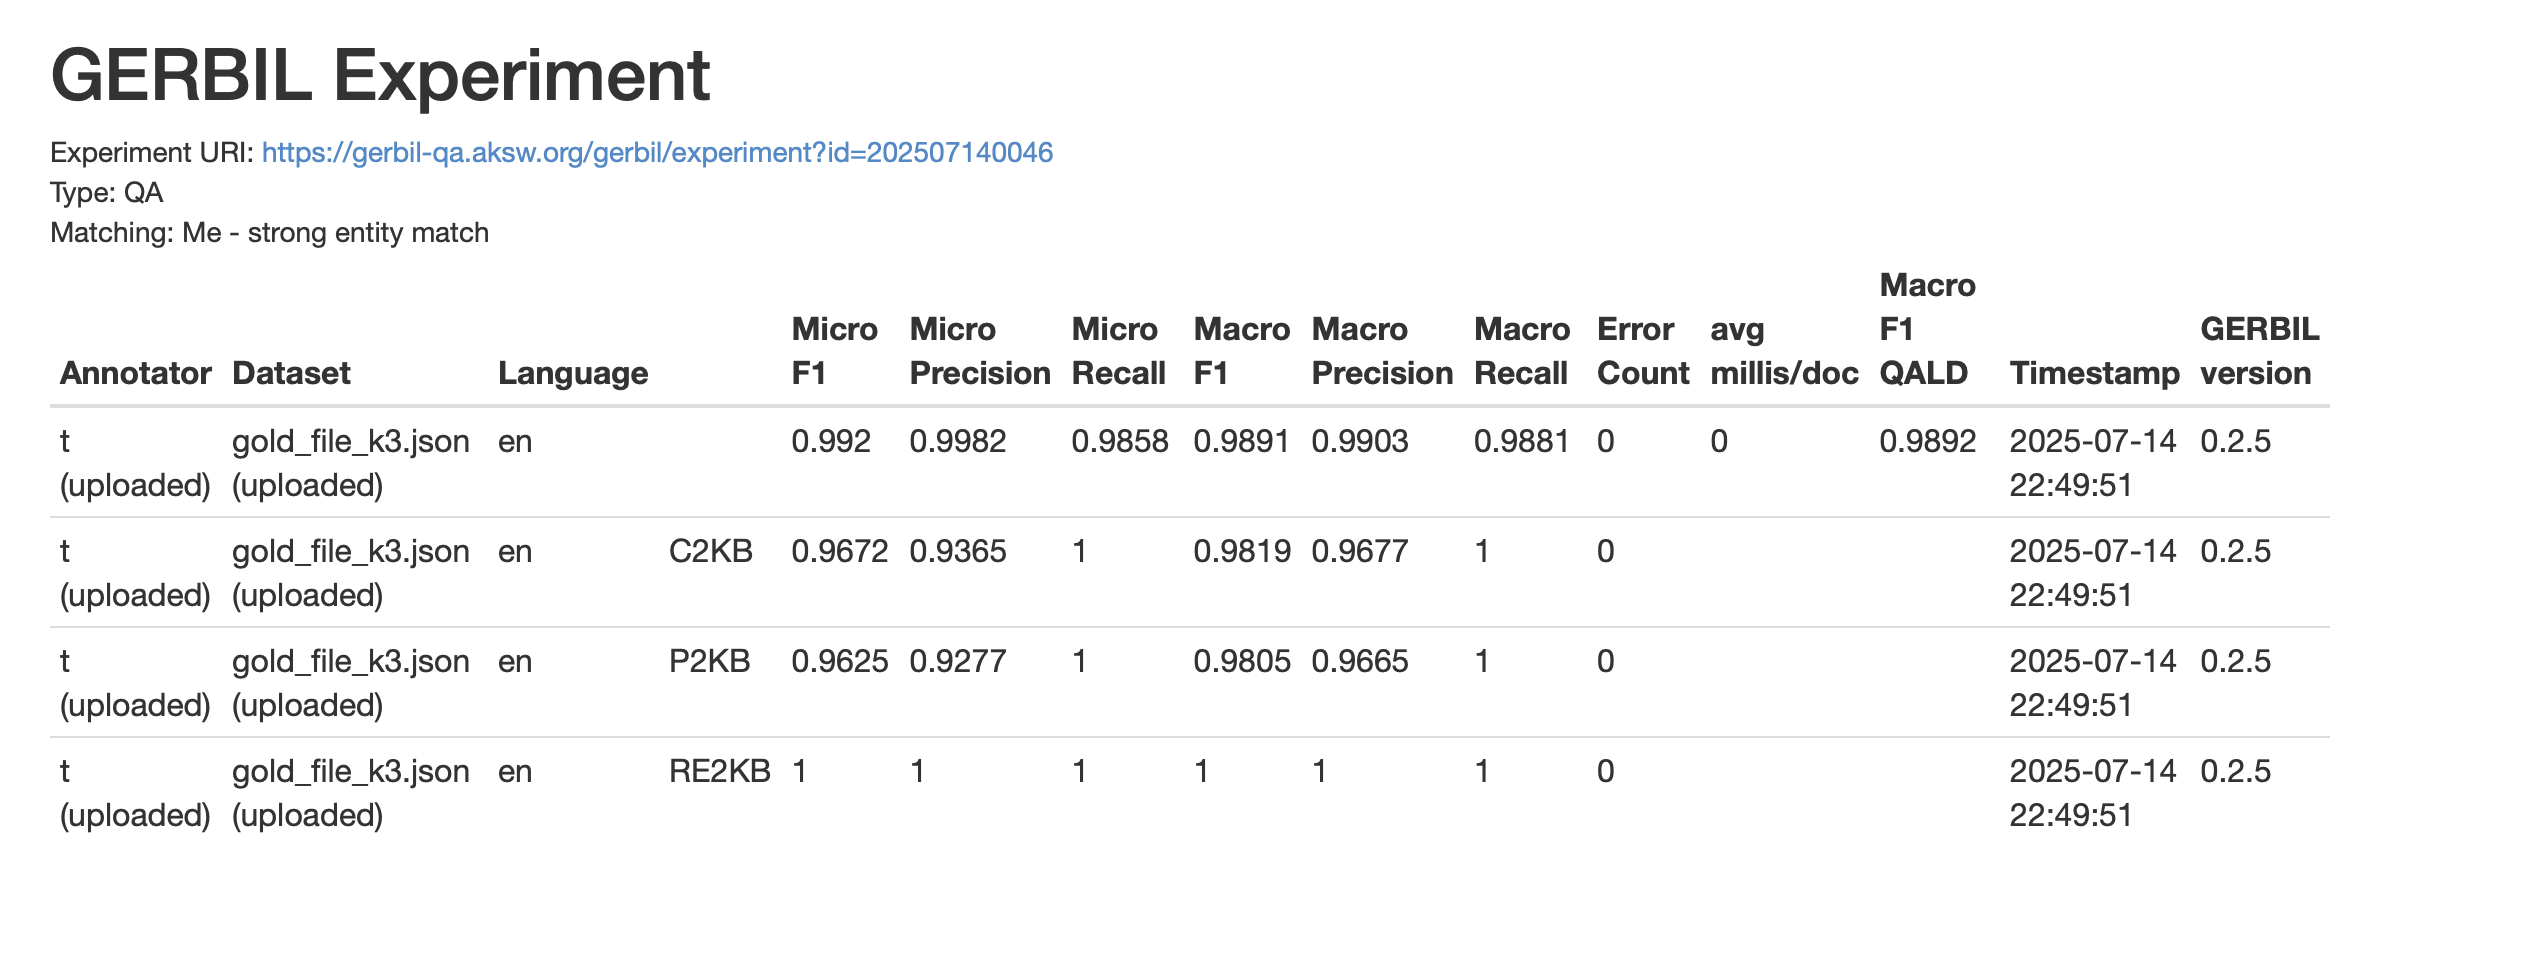 GERBIL Experiment
Experiment URI: https://gerbil-qa.aksw.org/gerbil/experiment?id=202507140046
Type: QA
Matching: Me - strong entity match
Annotator Dataset Language Micro F1 Micro Precision Micro Recall Macro F1 Macro Precision Macro Recall Error Count avg millis/doc Macro F1 QALD Timestamp GERBIL version
t (uploaded) gold_file_k3.json (uploaded) en 0.992 0.9982 0.9858 0.9891 0.9903 0.9881 0 0 0.9892 2025-07-14 22:49:51 0.2.5
t (uploaded) gold_file_k3.json (uploaded) en C2KB 0.9672 0.9365 1 0.9819 0.9677 1 0 2025-07-14 22:49:51 0.2.5
t (uploaded) gold_file_k3.json (uploaded) en P2KB 0.9625 0.9277 1 0.9805 0.9665 1 0 2025-07-14 22:49:51 0.2.5
t (uploaded) gold_file_k3.json (uploaded) en RE2KB 1 1 1 1 1 1 0 2025-07-14 22:49:51 0.2.5